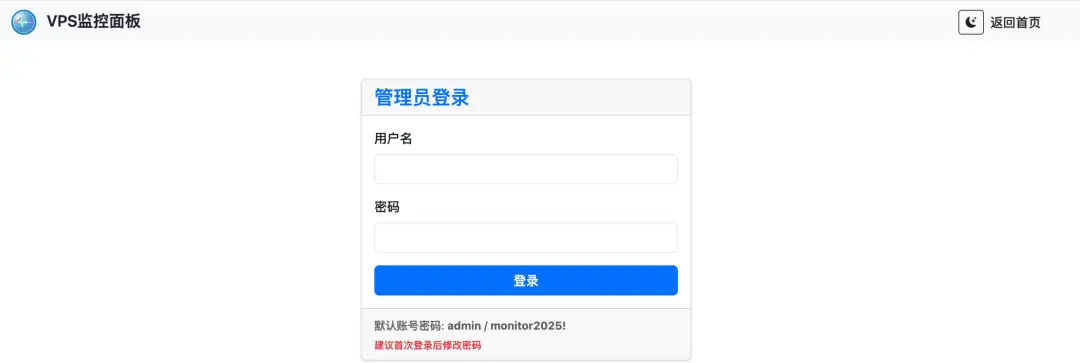 VPS监控面板
返回首页
管理员登录
用户名
密码
登录
默认账号密码: admin / monitor2025!
建议首次登录后修改密码